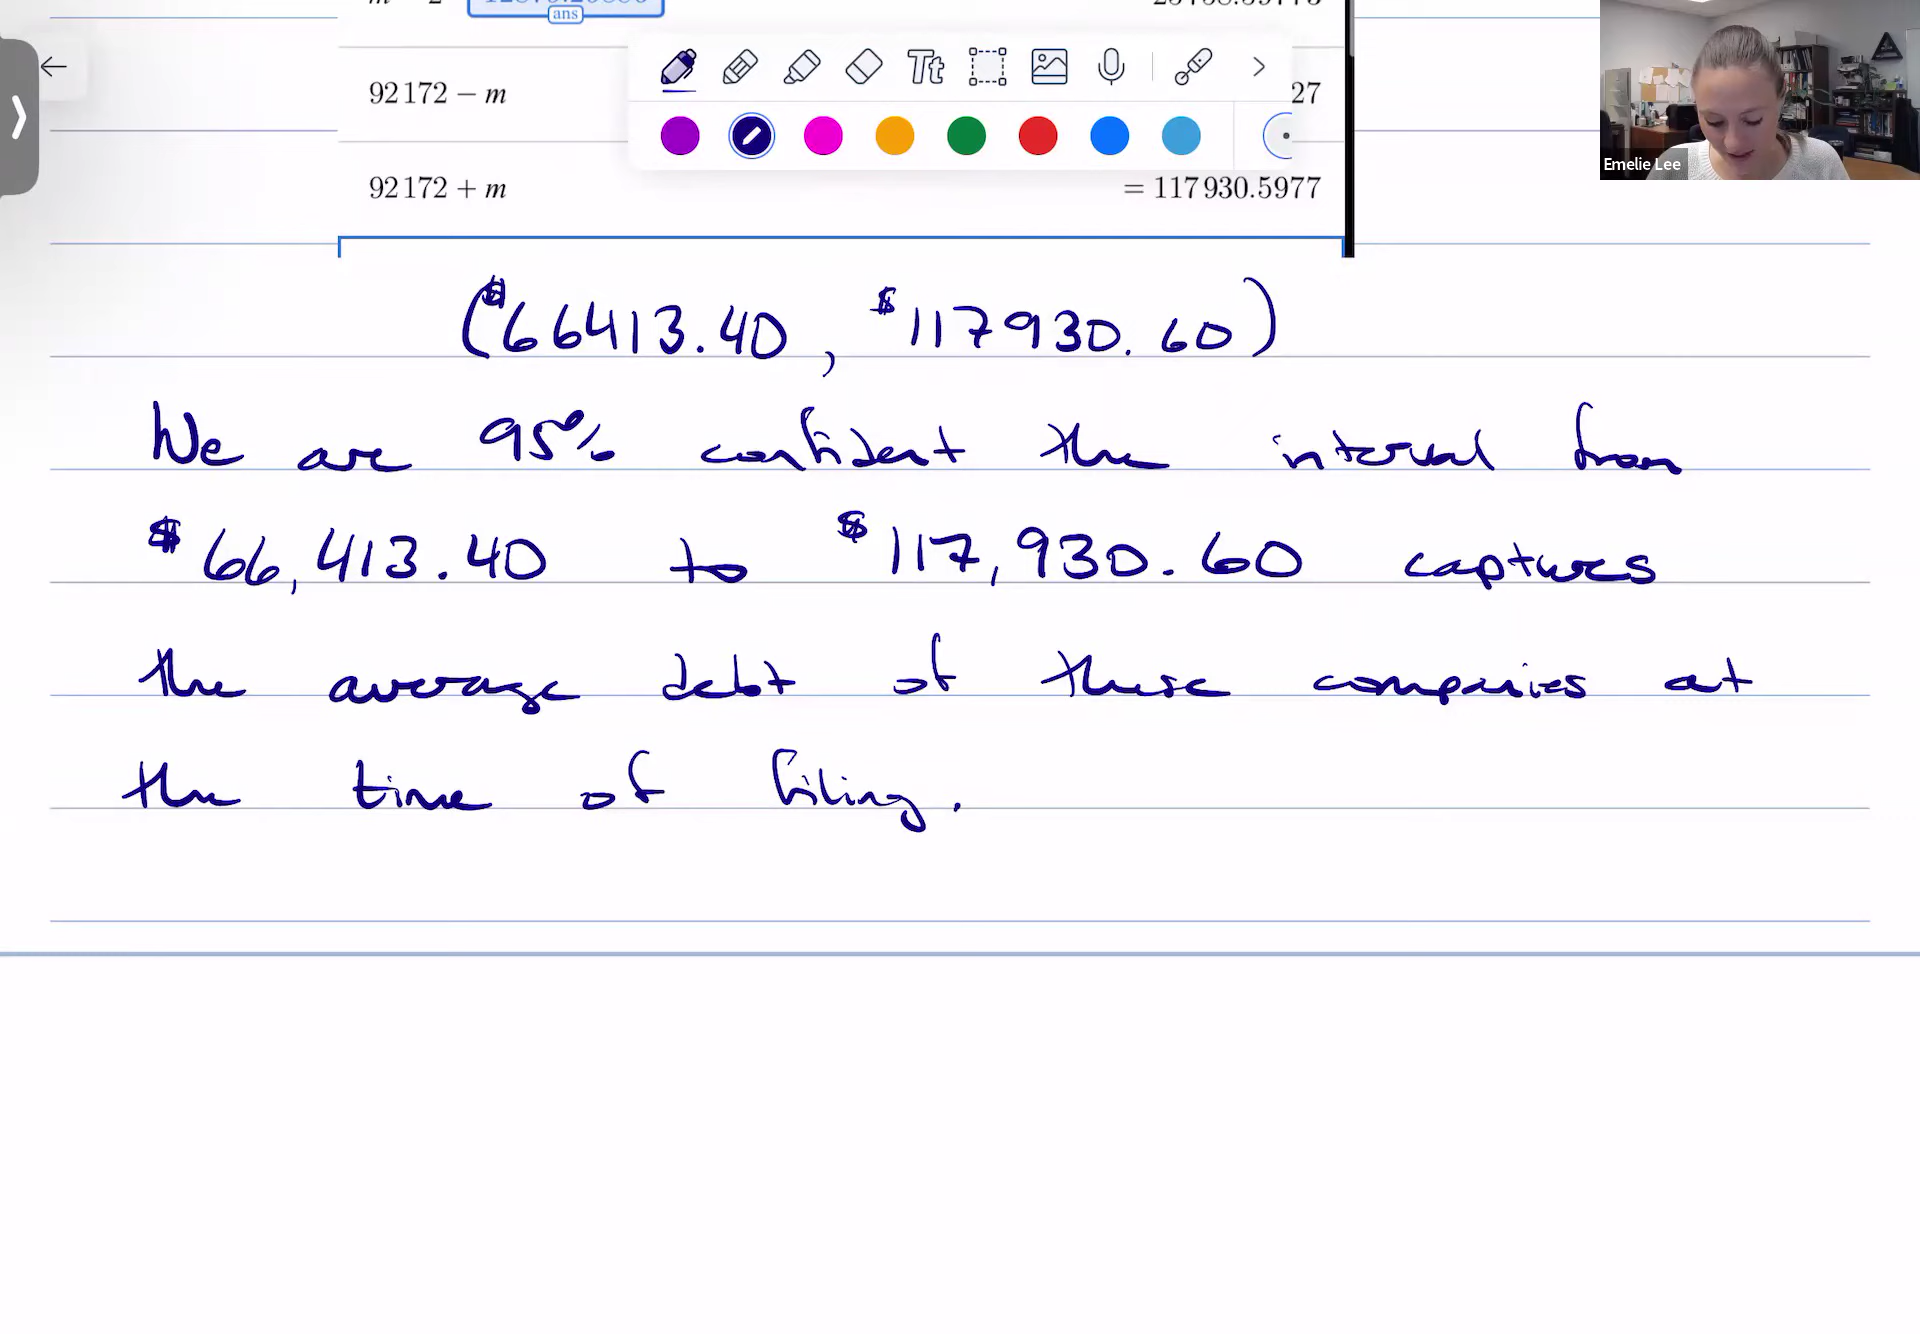 92172 − m
27
92172 + m = 117930.5977
ans
Tt
Emelie Lee
($66413.40, $117930.60)
We are 95% confident the interval from
$66,413.40 to $117,930.60 captures
the average debt of these companies at
the time of filing.